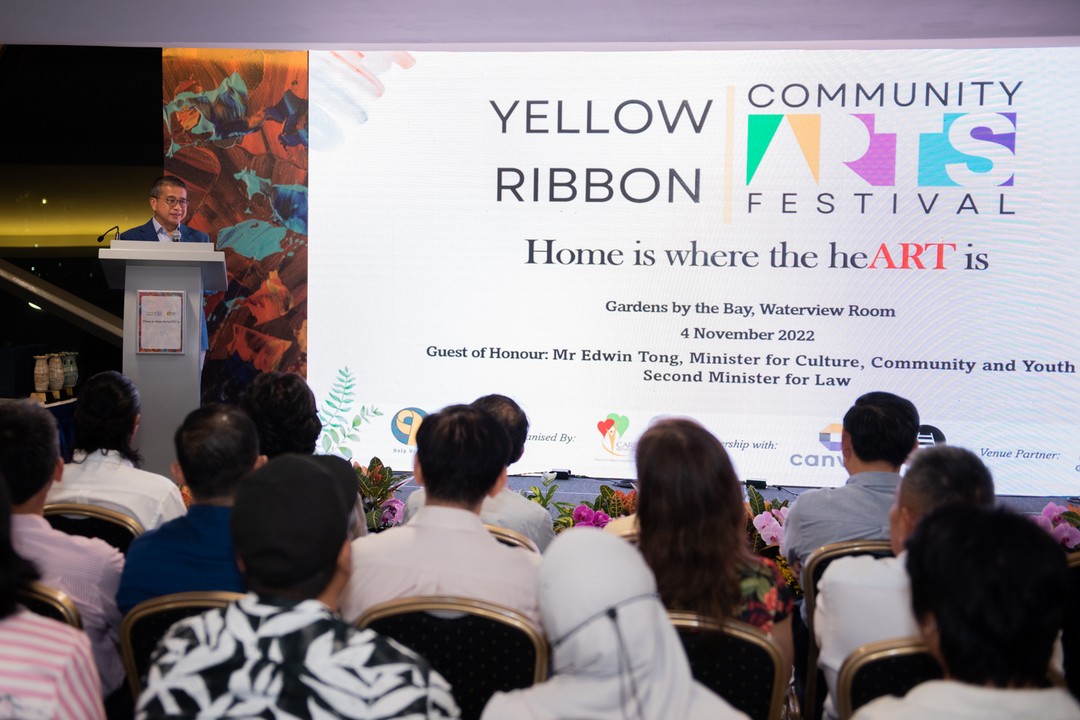 YELLOW
RIBBON
COMMUNITY
ARTS
FESTIVAL
Home is where the heART is
Gardens by the Bay, Waterview Room
4 November 2022
Guest of Honour: Mr Edwin Tong, Minister for Culture, Community and Youth
Second Minister for Law
By:
with:
Venue Partner: